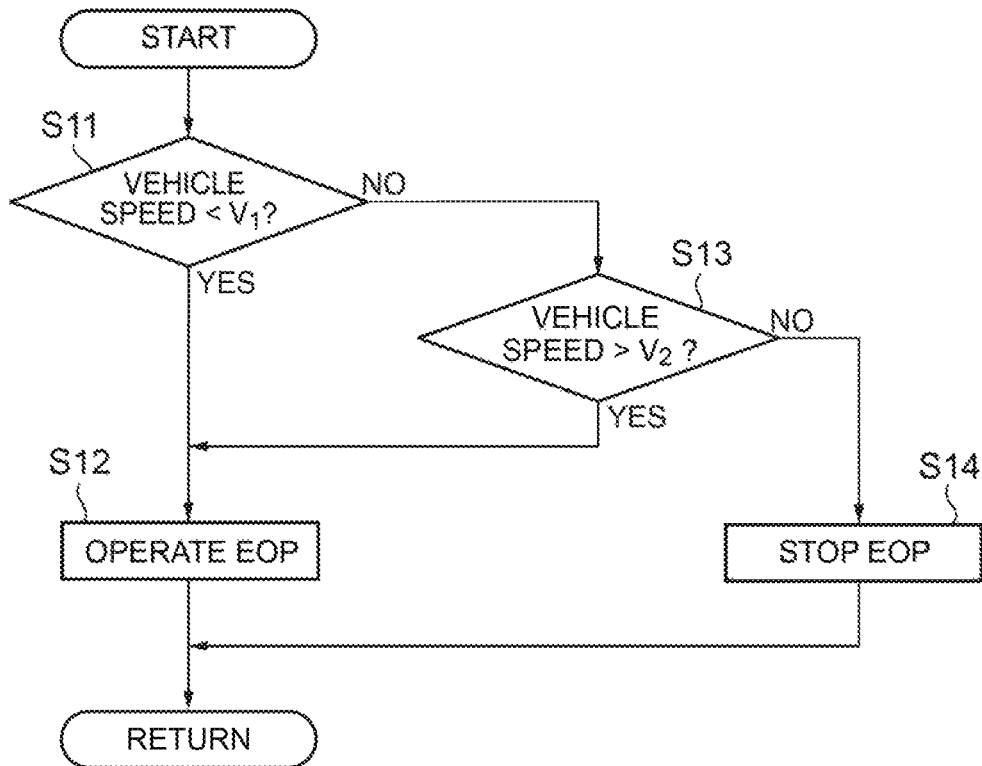 START
S11
VEHICLE
SPEED < V₁?
NO
YES
S13
VEHICLE
SPEED > V₂ ?
NO
YES
S12
OPERATE EOP
S14
STOP EOP
RETURN